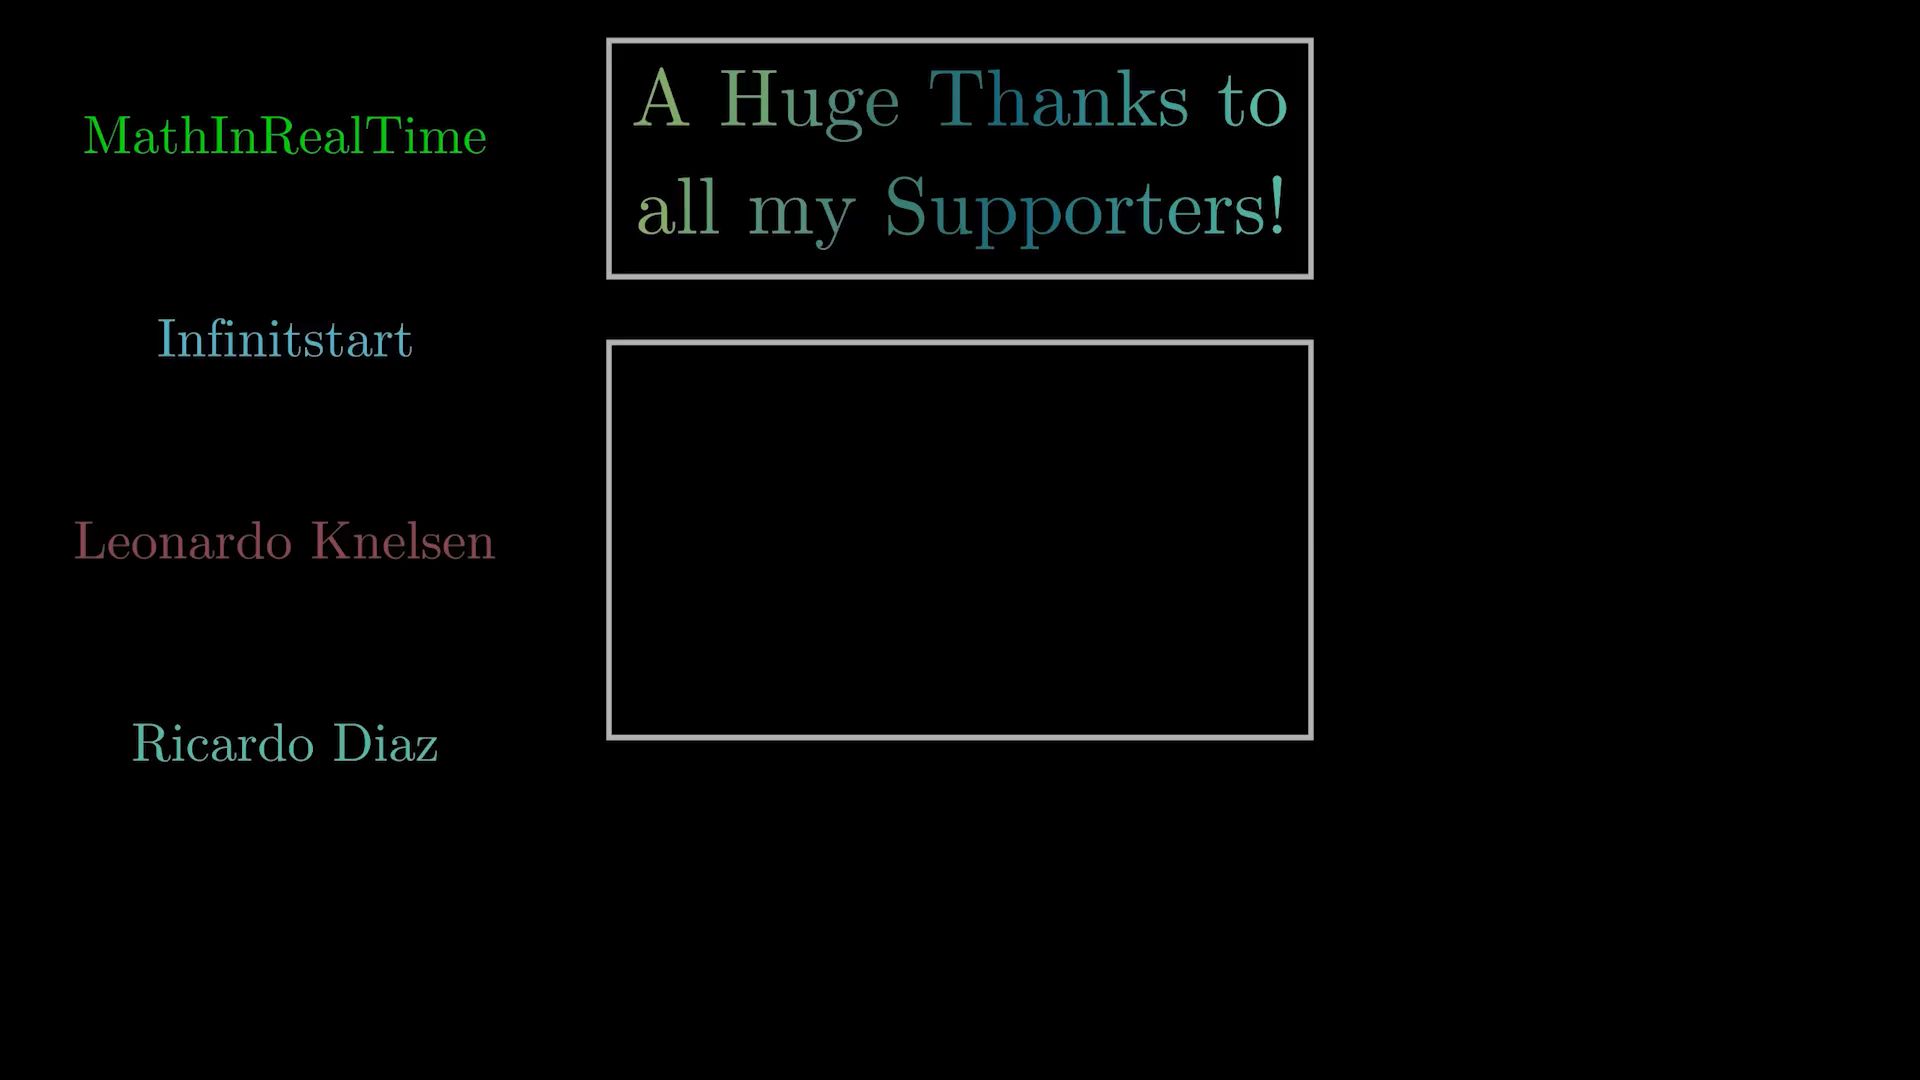 A Huge Thanks to
all my Supporters!
MathInRealTime
Infinitstart
Leonardo Knelsen
Ricardo Diaz